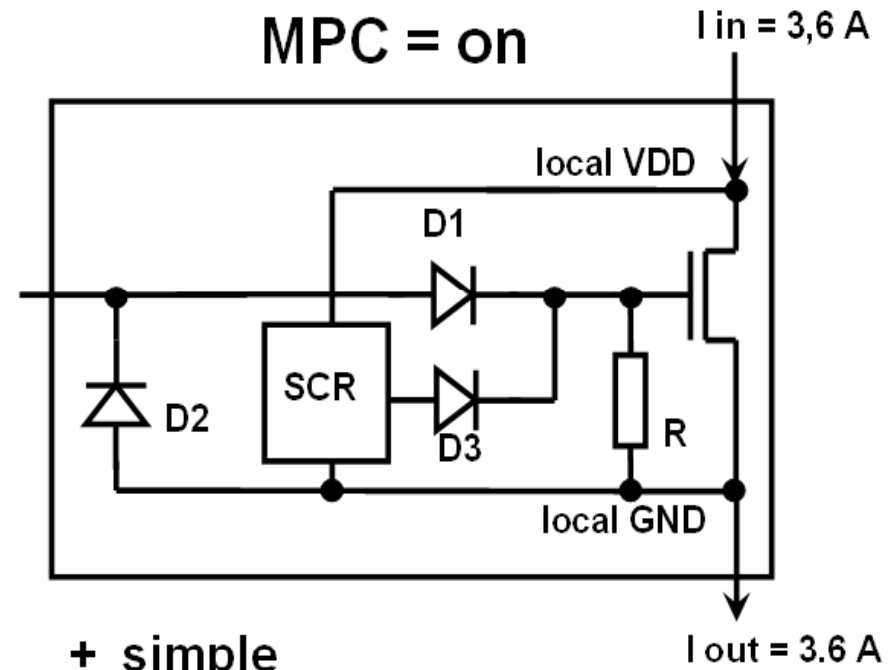 MPC = on
I in = 3,6 A
local VDD
D1
SCR
D3
D2
R
local GND
+ simple
I out = 3.6 A